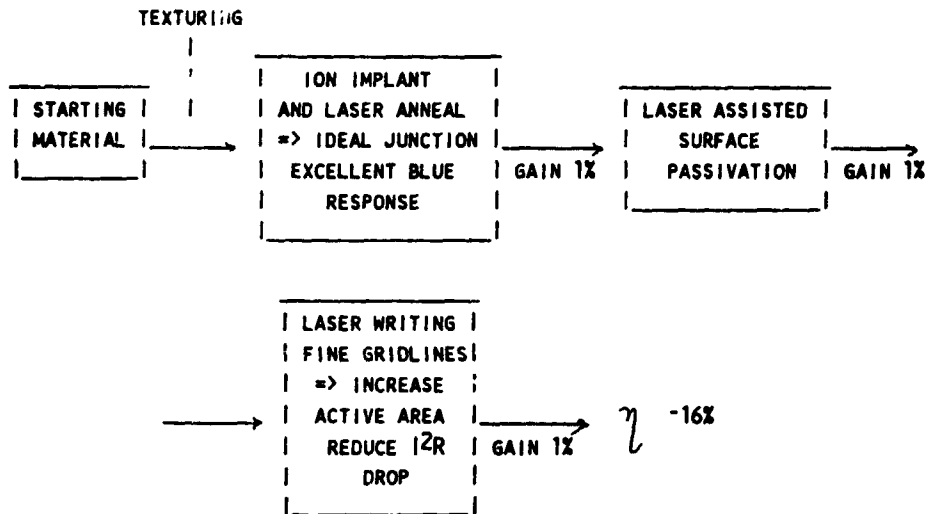 TEXTURING
STARTING
MATERIAL
ION IMPLANT
AND LASER ANNEAL
=> IDEAL JUNCTION
EXCELLENT BLUE
RESPONSE
GAIN 1%
LASER ASSISTED
SURFACE
PASSIVATION
GAIN 1%
LASER WRITING
FINE GRIDLINES
=> INCREASE
ACTIVE AREA
REDUCE I²R
DROP
GAIN 1%
η -16%